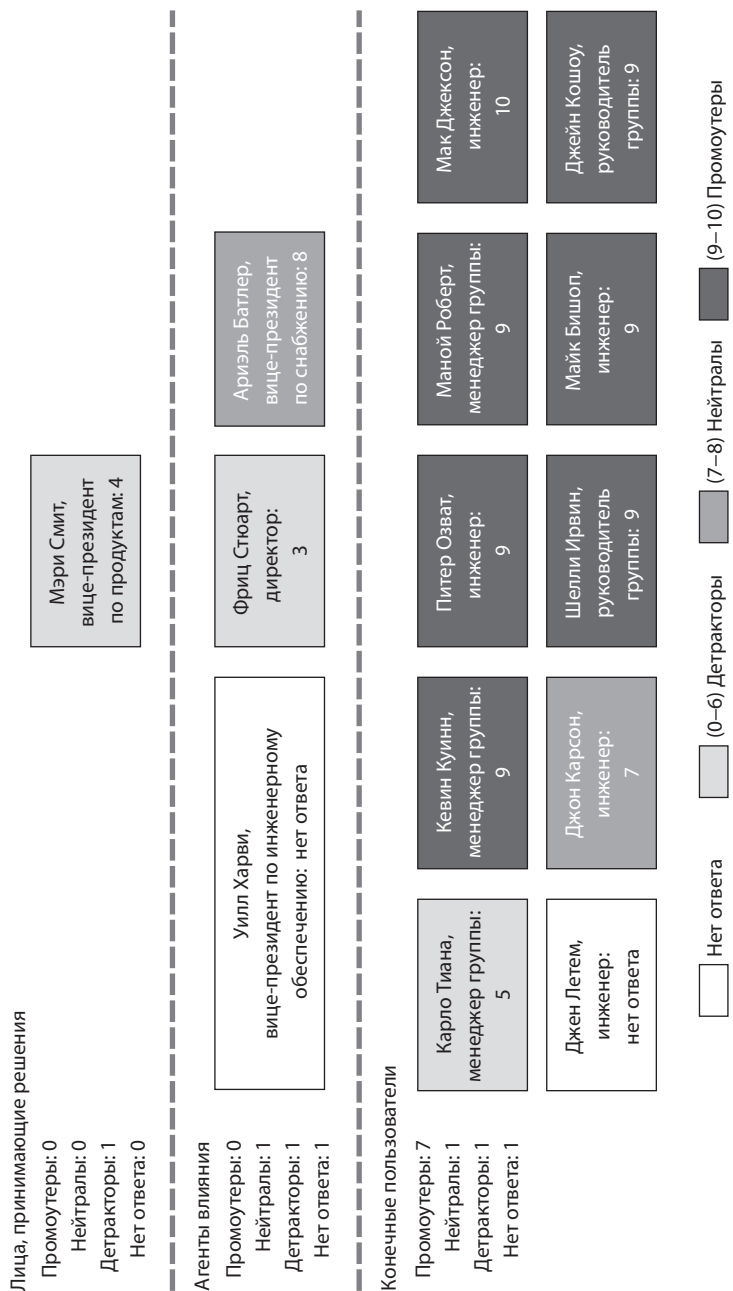 Лица, принимающие решения
Промоутеры: 0
Нейтралы: 0
Детракторы: 1
Нет ответа: 0
Мэри Смит,
вице-президент
по продуктам: 4
Агенты влияния
Промоутеры: 0
Нейтралы: 1
Детракторы: 1
Нет ответа: 1
Уилл Харви,
вице-президент по инженерному
обеспечению: нет ответа
Фриц Стюарт,
директор:
3
Ариэль Батлер,
вице-президент
по снабжению: 8
Конечные пользователи
Промоутеры: 7
Нейтралы: 1
Детракторы: 1
Нет ответа: 1
Карло Тиана,
менеджер группы:
5
Кевин Куинн,
менеджер группы:
9
Питер Озват,
инженер:
9
Маной Роберт,
менеджер группы:
9
Мак Джексон,
инженер:
10
Джен Летем,
инженер:
нет ответа
Джон Карсон,
инженер:
7
Шелли Ирвин,
руководитель
группы: 9
Майк Бишоп,
инженер:
9
Джейн Кошоу,
руководитель
группы: 9
Нет ответа
(0–6) Детракторы
(7–8) Нейтралы
(9–10) Промоутеры